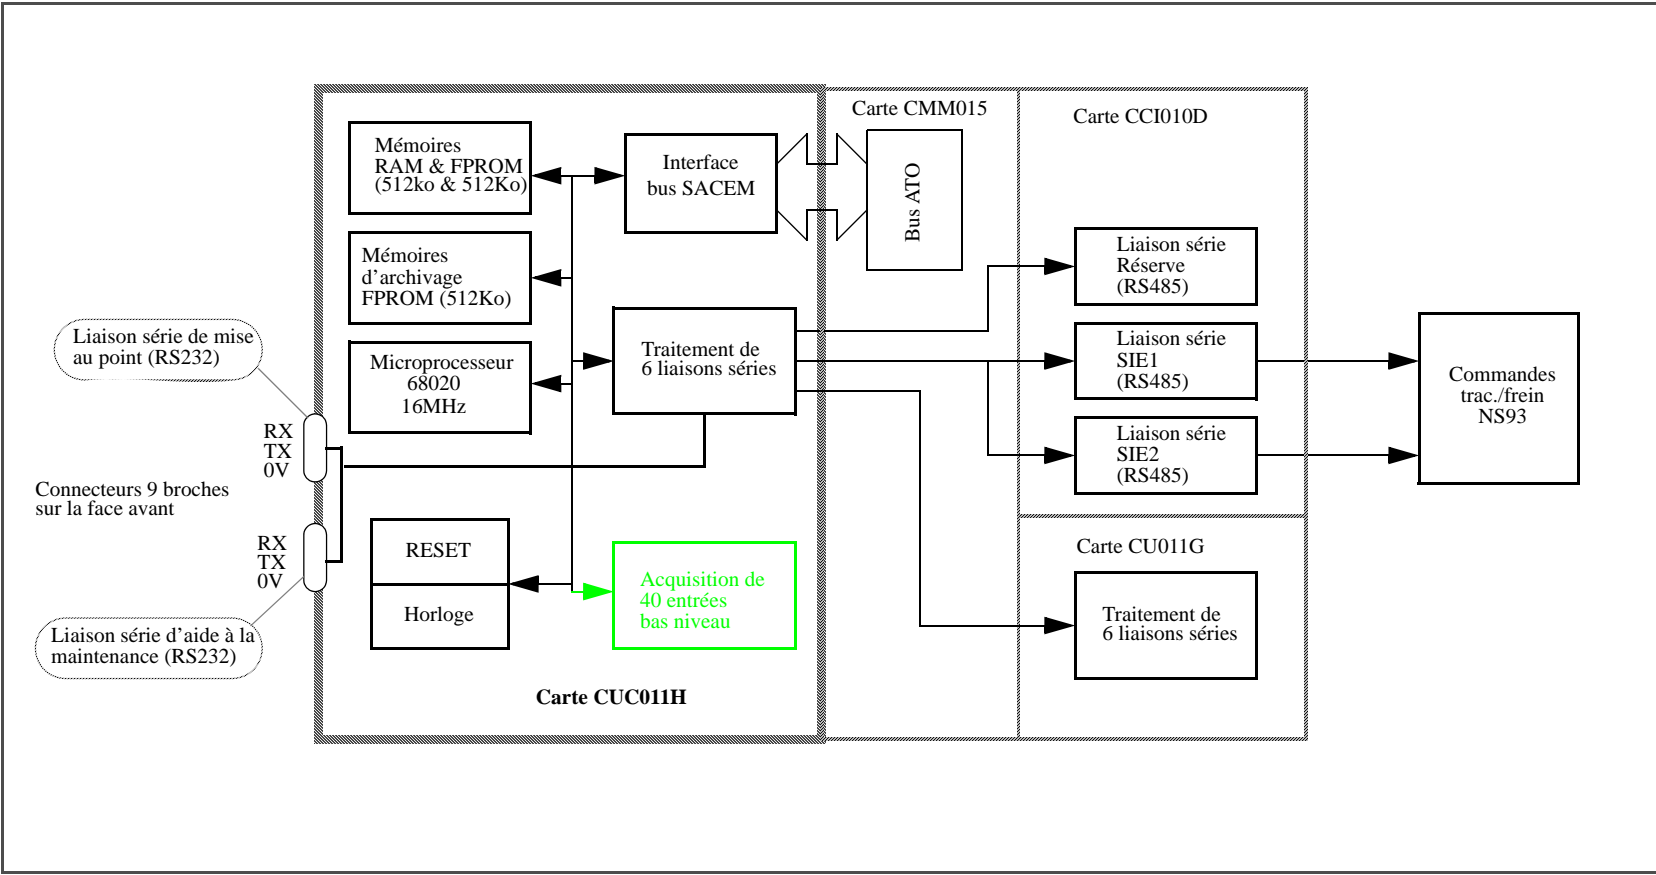 Carte CMM015
Carte CCI010D
Mémoires
RAM & FPROM
(512ko & 512Ko)
Interface
bus SACEM
Bus ATO
Mémoires
d'archivage
FPROM (512Ko)
Liaison série
Réserve
(RS485)
Liaison série de mise
au point (RS232)
Microprocesseur
68020
16MHz
Traitement de
6 liaisons séries
Liaison série
SIE1
(RS485)
Commandes
trac./frein
NS93
Liaison série
SIE2
(RS485)
RX
TX
0V
Connecteurs 9 broches
sur la face avant
RX
TX
0V
RESET
Horloge
Acquisition de
40 entrées
bas niveau
Carte CU011G
Traitement de
6 liaisons séries
Liaison série d'aide à la
maintenance (RS232)
Carte CUC011H